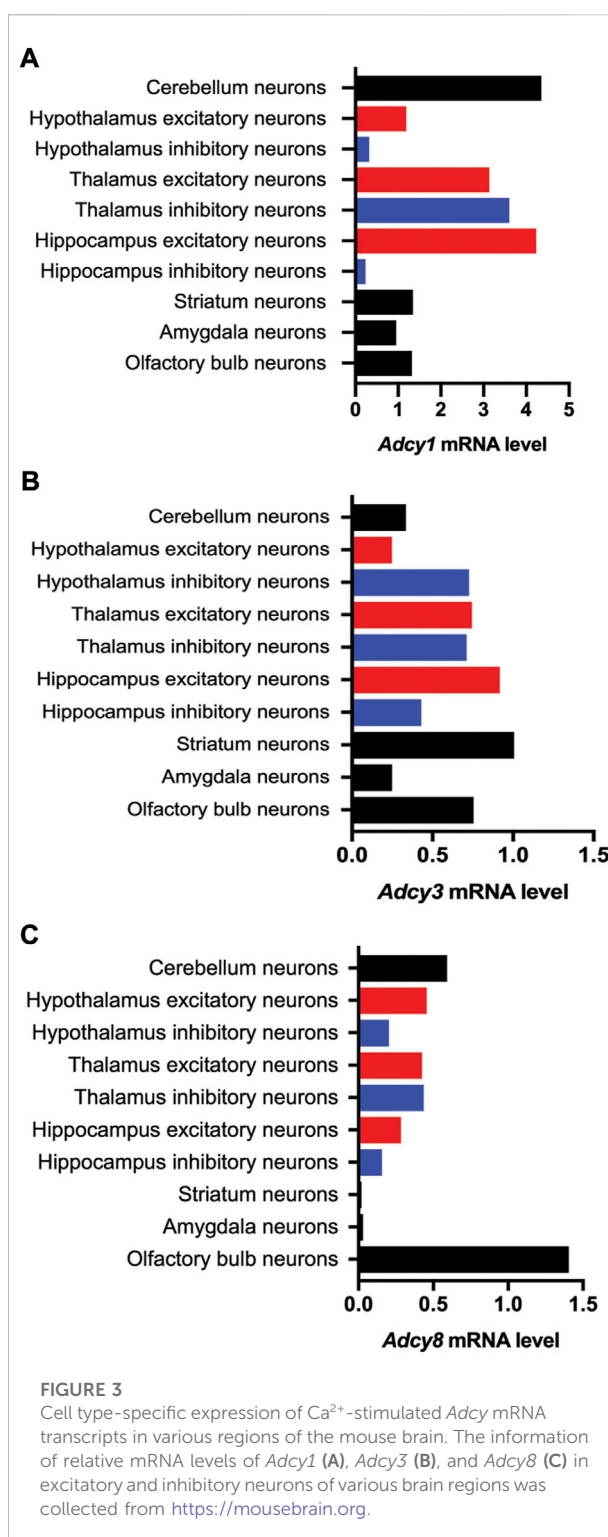 A
Cerebellum neurons
Hypothalamus excitatory neurons
Hypothalamus inhibitory neurons
Thalamus excitatory neurons
Thalamus inhibitory neurons
Hippocampus excitatory neurons
Hippocampus inhibitory neurons
Striatum neurons
Amygdala neurons
Olfactory bulb neurons
0 1 2 3 4 5
Adcy1 mRNA level
B
Cerebellum neurons
Hypothalamus excitatory neurons
Hypothalamus inhibitory neurons
Thalamus excitatory neurons
Thalamus inhibitory neurons
Hippocampus excitatory neurons
Hippocampus inhibitory neurons
Striatum neurons
Amygdala neurons
Olfactory bulb neurons
0.0 0.5 1.0 1.5
Adcy3 mRNA level
C
Cerebellum neurons
Hypothalamus excitatory neurons
Hypothalamus inhibitory neurons
Thalamus excitatory neurons
Thalamus inhibitory neurons
Hippocampus excitatory neurons
Hippocampus inhibitory neurons
Striatum neurons
Amygdala neurons
Olfactory bulb neurons
0.0 0.5 1.0 1.5
Adcy8 mRNA level
FIGURE 3
Cell type-specific expression of Ca²⁺-stimulated Adcy mRNA
transcripts in various regions of the mouse brain. The information
of relative mRNA levels of Adcy1 (A), Adcy3 (B), and Adcy8 (C) in
excitatory and inhibitory neurons of various brain regions was
collected from https://mousebrain.org.